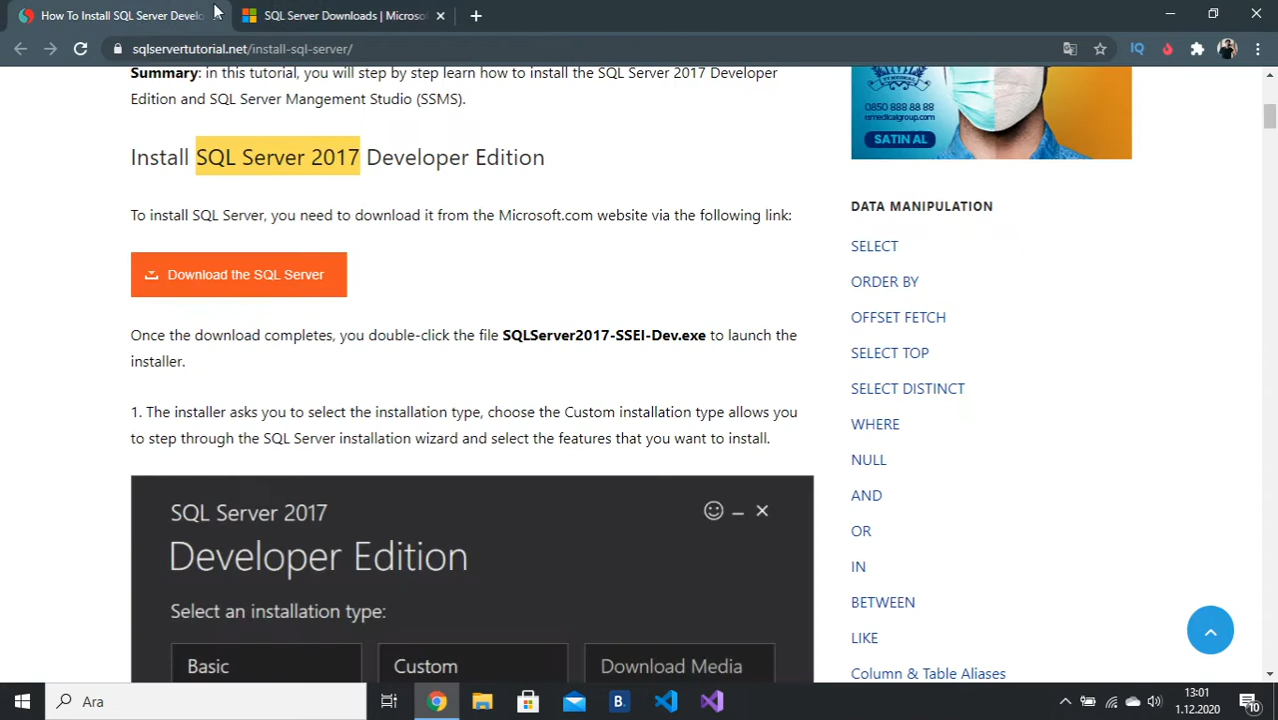 How To Install SQL Server Develo
SQL Server Downloads | Microso
sqlservertutorial.net/install-sql-server/
Summary: in this tutorial, you will step by step learn how to install the SQL Server 2017 Developer
Edition and SQL Server Mangement Studio (SSMS).
Install SQL Server 2017 Developer Edition
To install SQL Server, you need to download it from the Microsoft.com website via the following link:
Download the SQL Server
Once the download completes, you double-click the file SQLServer2017-SSEI-Dev.exe to launch the
installer.
1. The installer asks you to select the installation type, choose the Custom installation type allows you
to step through the SQL Server installation wizard and select the features that you want to install.
SQL Server 2017
Developer Edition
Select an installation type:
Basic
Custom
Download Media
0850 888 88 88
esmedicalgroup.com
SATIN AL
DATA MANIPULATION
SELECT
ORDER BY
OFFSET FETCH
SELECT TOP
SELECT DISTINCT
WHERE
NULL
AND
OR
IN
BETWEEN
LIKE
Column & Table Aliases
Ara
13:01
1.12.2020
10